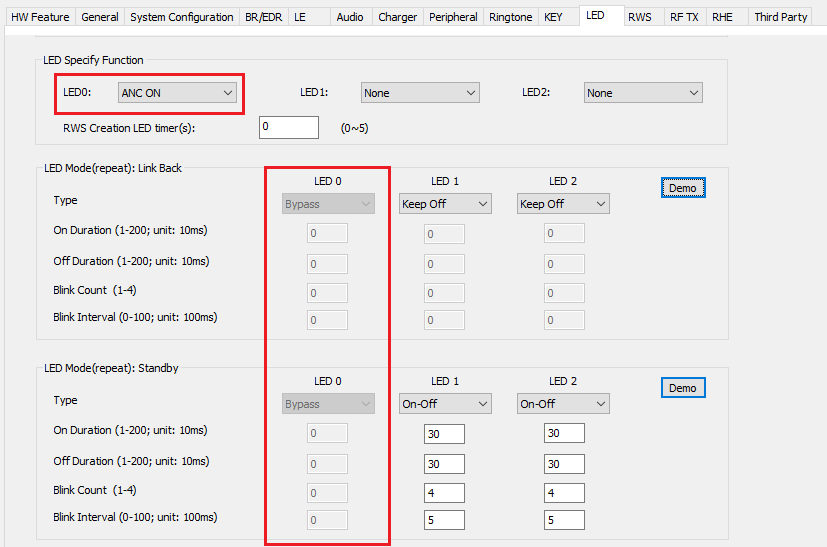 HW Feature General System Configuration BR/EDR LE Audio Charger Peripheral Ringtone KEY LED RWS RF TX RHE Third Party
LED Specify Function
LED0: ANC ON LED1: None LED2: None
RWS Creation LED timer(s): 0 (0~5)
LED Mode(repeat): Link Back
LED 0 LED 1 LED 2
Type Bypass Keep Off Keep Off Demo
On Duration (1-200; unit: 10ms) 0 0 0
Off Duration (1-200; unit: 10ms) 0 0 0
Blink Count (1-4) 0 0 0
Blink Interval (0-100; unit: 100ms) 0 0 0
LED Mode(repeat): Standby
LED 0 LED 1 LED 2
Type Bypass On-Off On-Off Demo
On Duration (1-200; unit: 10ms) 0 30 30
Off Duration (1-200; unit: 10ms) 0 30 30
Blink Count (1-4) 0 4 4
Blink Interval (0-100; unit: 100ms) 0 5 5